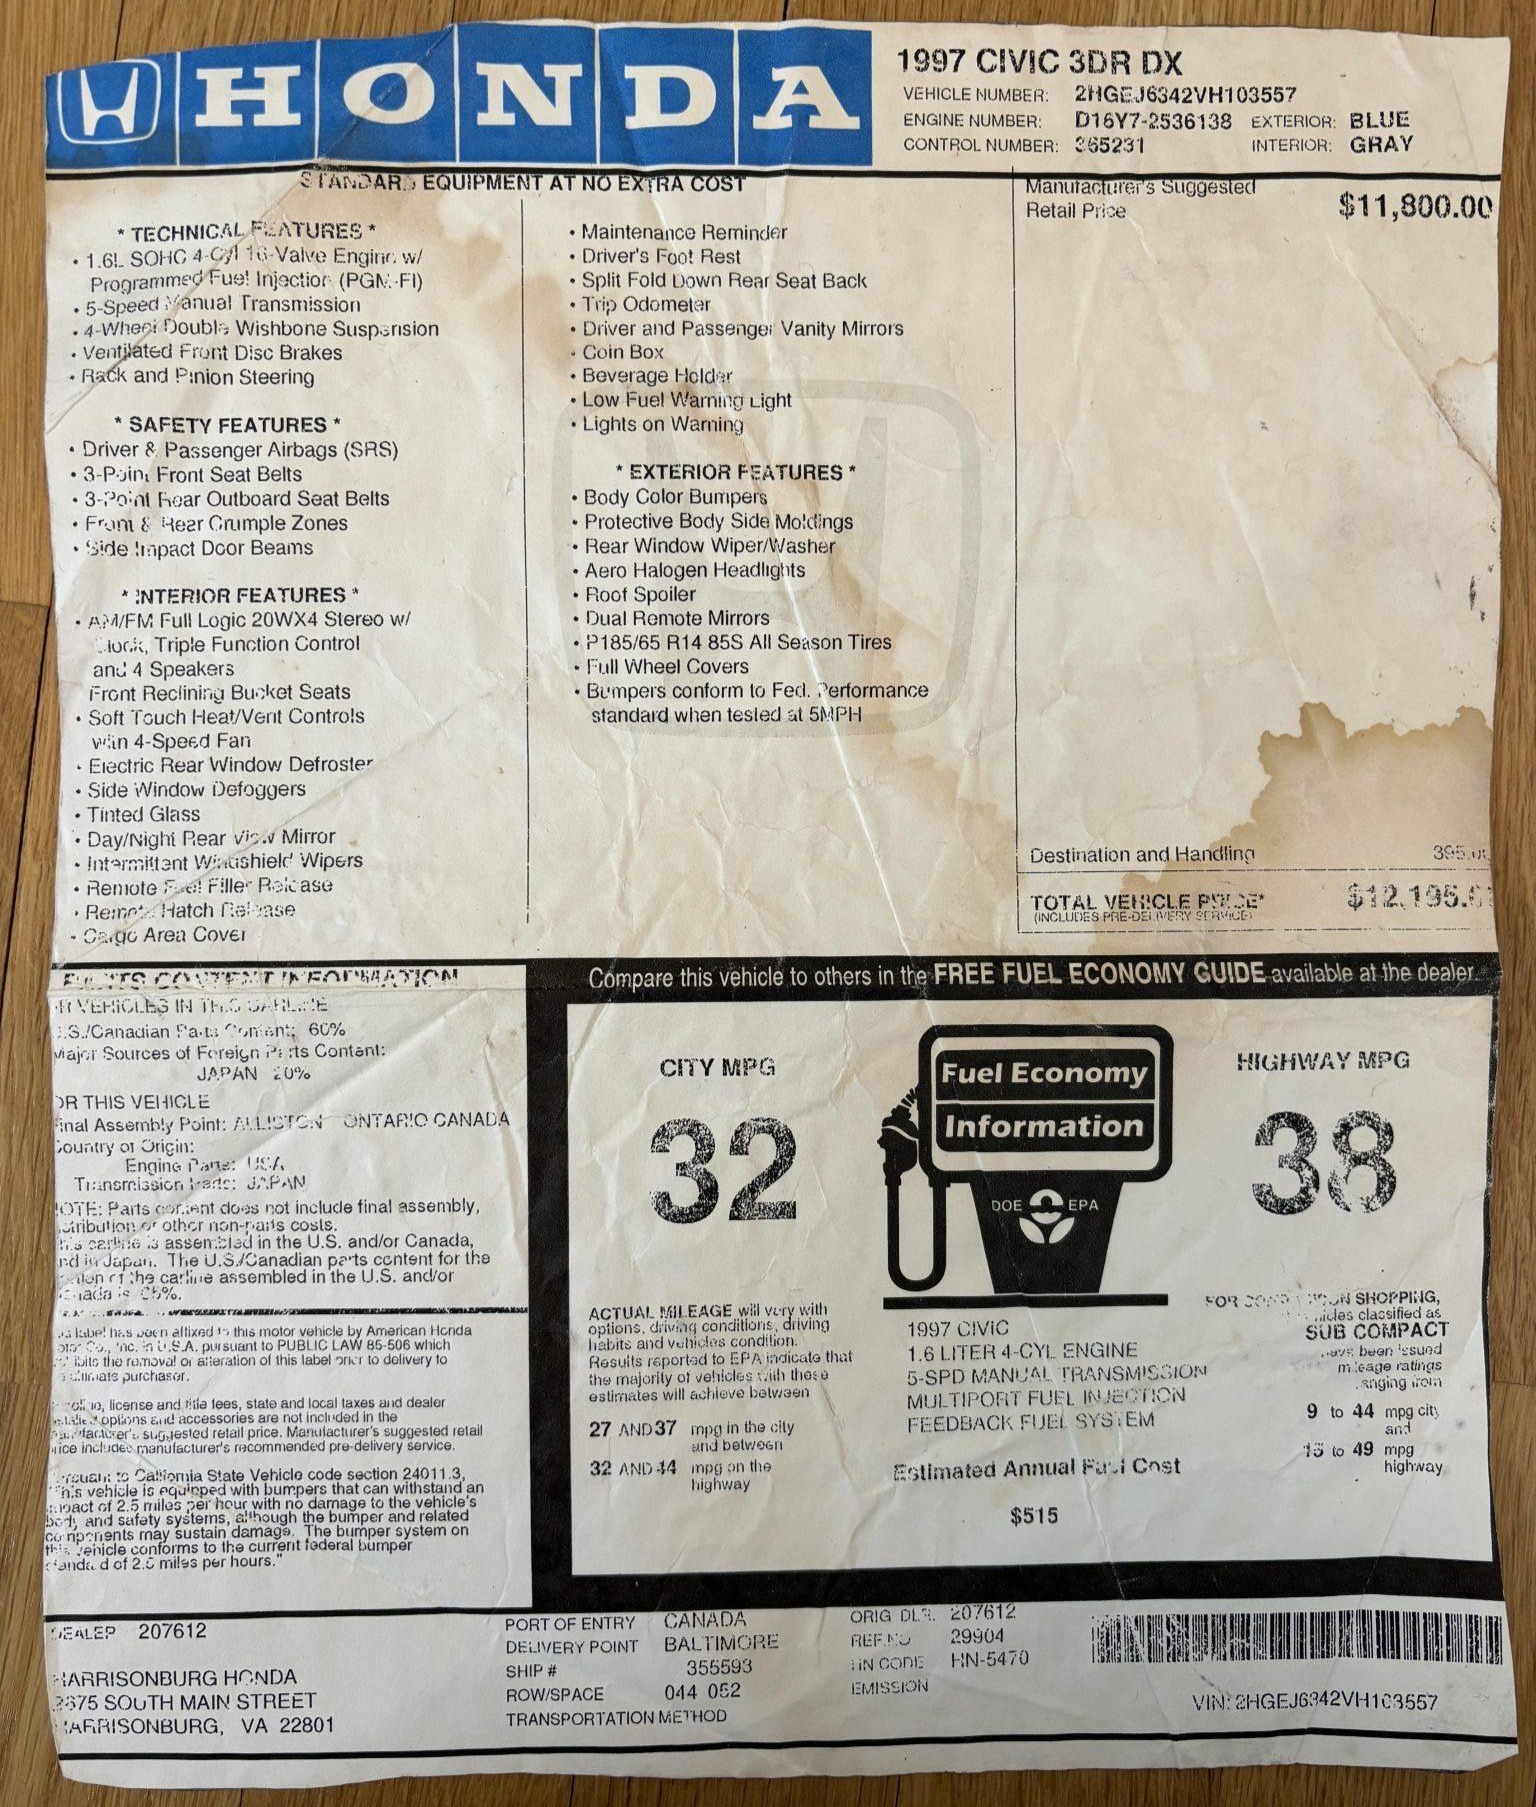 HONDA
1997 CIVIC 3DR DX
VEHICLE NUMBER: 2HGEJ6342VH103557
ENGINE NUMBER: D16Y7-2536138 EXTERIOR: BLUE
CONTROL NUMBER: 365231 INTERIOR: GRAY
STANDARD EQUIPMENT AT NO EXTRA COST
* TECHNICAL FEATURES *
• 1.6L SOHC 4-Cyl 16-Valve Engine w/
Programmed Fuel Injection (PGM-FI)
• 5-Speed Manual Transmission
• 4-Wheel Double Wishbone Suspension
• Ventilated Front Disc Brakes
• Rack and Pinion Steering
* SAFETY FEATURES *
• Driver & Passenger Airbags (SRS)
• 3-Point Front Seat Belts
• 3-Point Rear Outboard Seat Belts
• Front & Rear Crumple Zones
• Side Impact Door Beams
* INTERIOR FEATURES *
• AM/FM Full Logic 20WX4 Stereo w/
Clock, Triple Function Control
and 4 Speakers
Front Reclining Bucket Seats
• Soft Touch Heat/Vent Controls
with 4-Speed Fan
• Electric Rear Window Defroster
• Side Window Defoggers
• Tinted Glass
• Day/Night Rear View Mirror
• Intermittent Windshield Wipers
• Remote Fuel Filler Release
• Remote Hatch Release
• Cargo Area Cover
• Maintenance Reminder
• Driver's Foot Rest
• Split Fold Down Rear Seat Back
• Trip Odometer
• Driver and Passenger Vanity Mirrors
• Coin Box
• Beverage Holder
• Low Fuel Warning Light
• Lights on Warning
* EXTERIOR FEATURES *
• Body Color Bumpers
• Protective Body Side Moldings
• Rear Window Wiper/Washer
• Aero Halogen Headlights
• Roof Spoiler
• Dual Remote Mirrors
• P185/65 R14 85S All Season Tires
• Full Wheel Covers
• Bumpers conform to Fed. Performance
standard when tested at 5MPH
Manufacturer's Suggested
Retail Price $11,800.00
Destination and Handling 395.00
TOTAL VEHICLE PRICE* $12,195.0
(INCLUDES PRE-DELIVERY SERVICE)
PARTS CONTENT INFORMATION
R VEHICLES IN THIS CARLINE
.S./Canadian Parts Content: 60%
Major Sources of Foreign Parts Content:
JAPAN 20%
OR THIS VEHICLE
inal Assembly Point: ALLISTON ONTARIO CANADA
Country of Origin:
Engine Parts: USA
Transmission Parts: JAPAN
OTE: Parts content does not include final assembly,
stribution or other non-parts costs.
his carline is assembled in the U.S. and/or Canada,
nd in Japan. The U.S./Canadian parts content for the
of the carline assembled in the U.S. and/or
nada is 65%.
label has been affixed to this motor vehicle by American Honda
otor Co., Inc. in U.S.A. pursuant to PUBLIC LAW 85-506 which
ibits the removal or alteration of this label prior to delivery to
ultimate purchaser.
license and title fees, state and local taxes and dealer
options and accessories are not included in the
manufacturer's suggested retail price. Manufacturer's suggested retail
rice includes manufacturer's recommended pre-delivery service.
Pursuant to California State Vehicle code section 24011.3,
"This vehicle is equipped with bumpers that can withstand an
impact of 2.5 miles per hour with no damage to the vehicle's
body and safety systems, although the bumper and related
components may sustain damage. The bumper system on
this vehicle conforms to the current federal bumper
standard of 2.5 miles per hours."
Compare this vehicle to others in the FREE FUEL ECONOMY GUIDE available at the dealer
CITY MPG
32
Fuel Economy
Information
DOE EPA
HIGHWAY MPG
38
ACTUAL MILEAGE will very with
options, driving conditions, driving
habits and vehicles condition.
Results reported to EPA indicate that
the majority of vehicles with these
estimates will achieve between
27 AND 37 mpg in the city
and between
32 AND 44 mpg on the
highway
1997 CIVIC
1.6 LITER 4-CYL ENGINE
5-SPD MANUAL TRANSMISSION
MULTIPORT FUEL INJECTION
FEEDBACK FUEL SYSTEM
Estimated Annual Fuel Cost
$515
FOR COMPARISON SHOPPING,
vehicles classified as
SUB COMPACT
have been issued
mileage ratings
ranging from
9 to 44 mpg city
and
15 to 49 mpg
highway
DEALER 207612
HARRISONBURG HONDA
2675 SOUTH MAIN STREET
HARRISONBURG, VA 22801
PORT OF ENTRY CANADA
DELIVERY POINT BALTIMORE
SHIP # 355593
ROW/SPACE 044 052
TRANSPORTATION METHOD
ORIG DLR. 207612
REF.NO 29904
HN CODE HN-5470
EMISSION
VIN: 2HGEJ6342VH103557